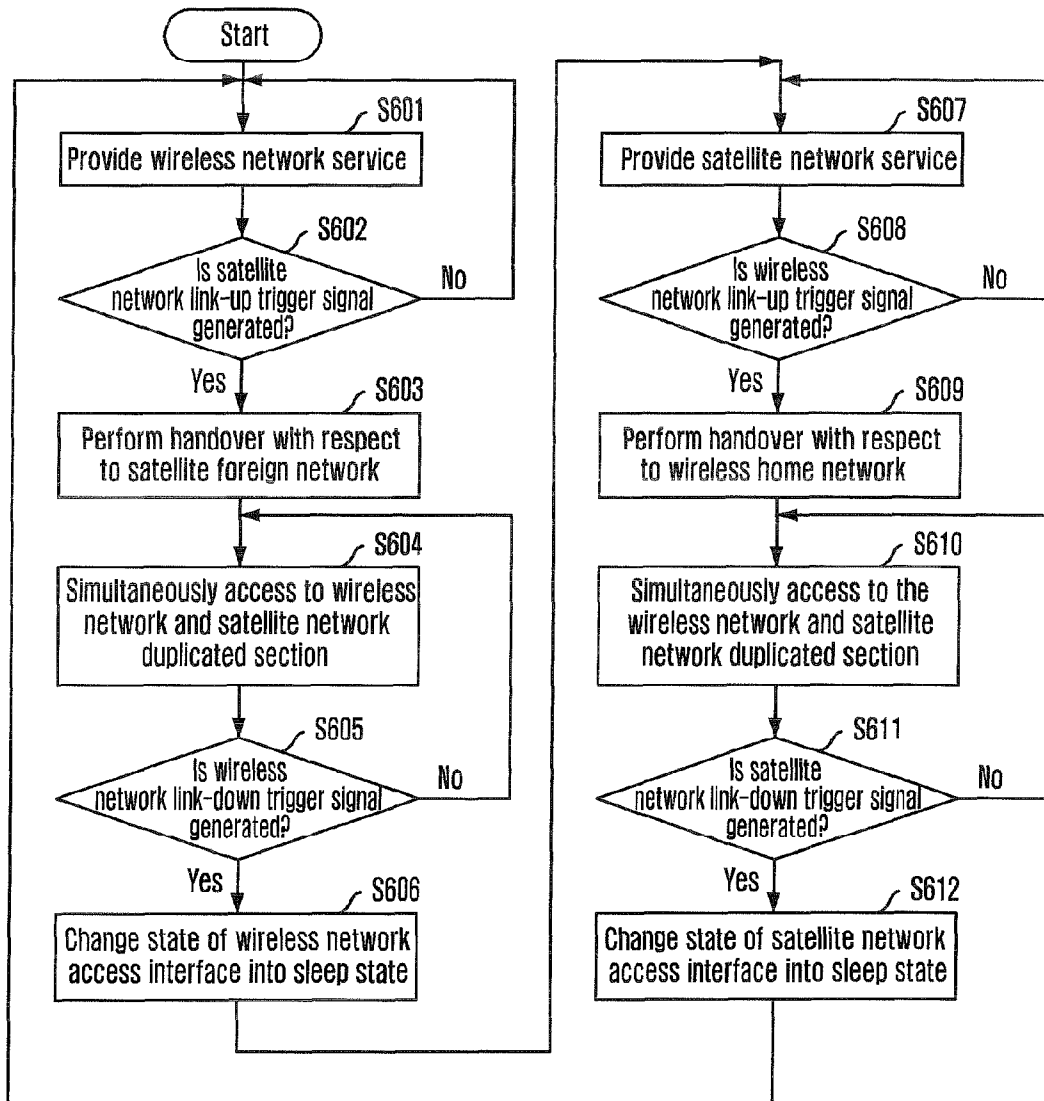 Start
S601
Provide wireless network service
S602
Is satellite
network link-up trigger signal
generated?
No
Yes
S603
Perform handover with respect
to satellite foreign network
S604
Simultaneously access to wireless
network and satellite network
duplicated section
S605
Is wireless
network link-down trigger signal
generated?
No
Yes
S606
Change state of wireless network
access interface into sleep state
S607
Provide satellite network service
S608
Is wireless
network link-up trigger signal
generated?
No
Yes
S609
Perform handover with respect
to wireless home network
S610
Simultaneously access to the
wireless network and satellite
network duplicated section
S611
Is satellite
network link-down trigger signal
generated?
No
Yes
S612
Change state of satellite network
access interface into sleep state